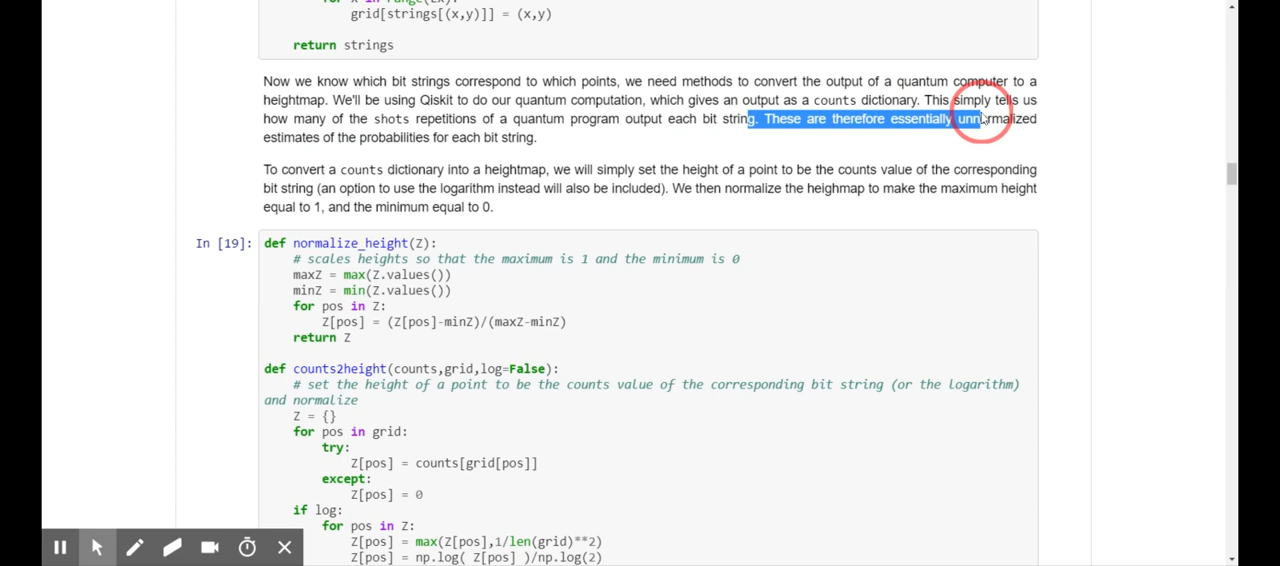 for x in range(Lx):
grid[strings[(x,y)]] = (x,y)
return strings
Now we know which bit strings correspond to which points, we need methods to convert the output of a quantum computer to a
heightmap. We'll be using Qiskit to do our quantum computation, which gives an output as a counts dictionary. This simply tells us
how many of the shots repetitions of a quantum program output each bit string. These are therefore essentially unnormalized
estimates of the probabilities for each bit string.
To convert a counts dictionary into a heightmap, we will simply set the height of a point to be the counts value of the corresponding
bit string (an option to use the logarithm instead will also be included). We then normalize the heighmap to make the maximum height
equal to 1, and the minimum equal to 0.
In [19]: def normalize_height(Z):
# scales heights so that the maximum is 1 and the minimum is 0
maxZ = max(Z.values())
minZ = min(Z.values())
for pos in Z:
Z[pos] = (Z[pos]-minZ)/(maxZ-minZ)
return Z
def counts2height(counts,grid,log=False):
# set the height of a point to be the counts value of the corresponding bit string (or the logarithm)
and normalize
Z = {}
for pos in grid:
try:
Z[pos] = counts[grid[pos]]
except:
Z[pos] = 0
if log:
for pos in Z:
Z[pos] = max(Z[pos],1/len(grid)**2)
Z[pos] = np.log( Z[pos] )/np.log(2)